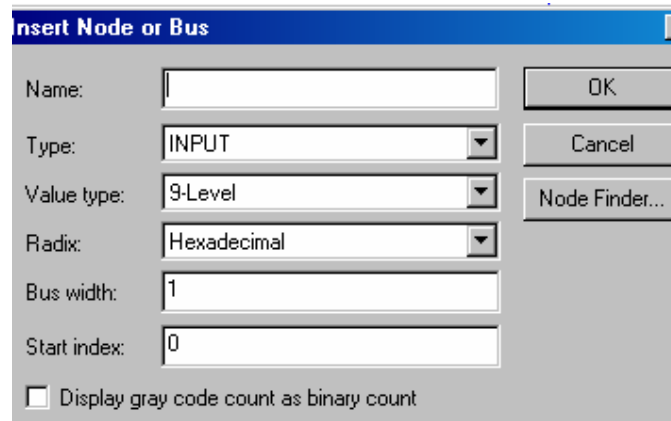 Insert Node or Bus
Name:
OK
Type: INPUT
Cancel
Value type: 9-Level
Node Finder...
Radix: Hexadecimal
Bus width: 1
Start index: 0
Display gray code count as binary count